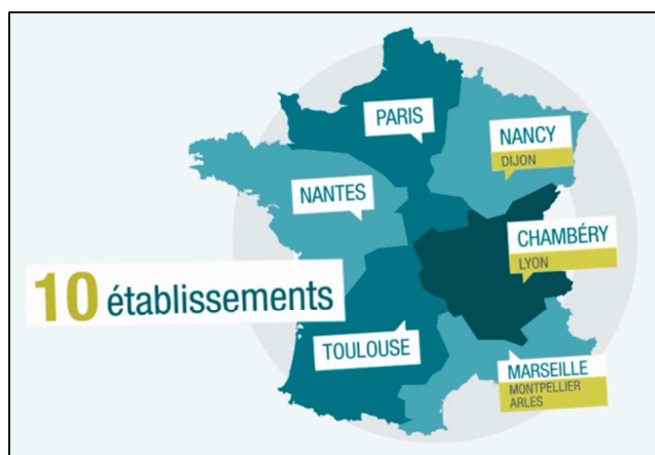 PARIS
NANCY
DIJON
NANTES
CHAMBÉRY
LYON
10 établissements
TOULOUSE
MARSEILLE
MONTPELLIER
ARLES